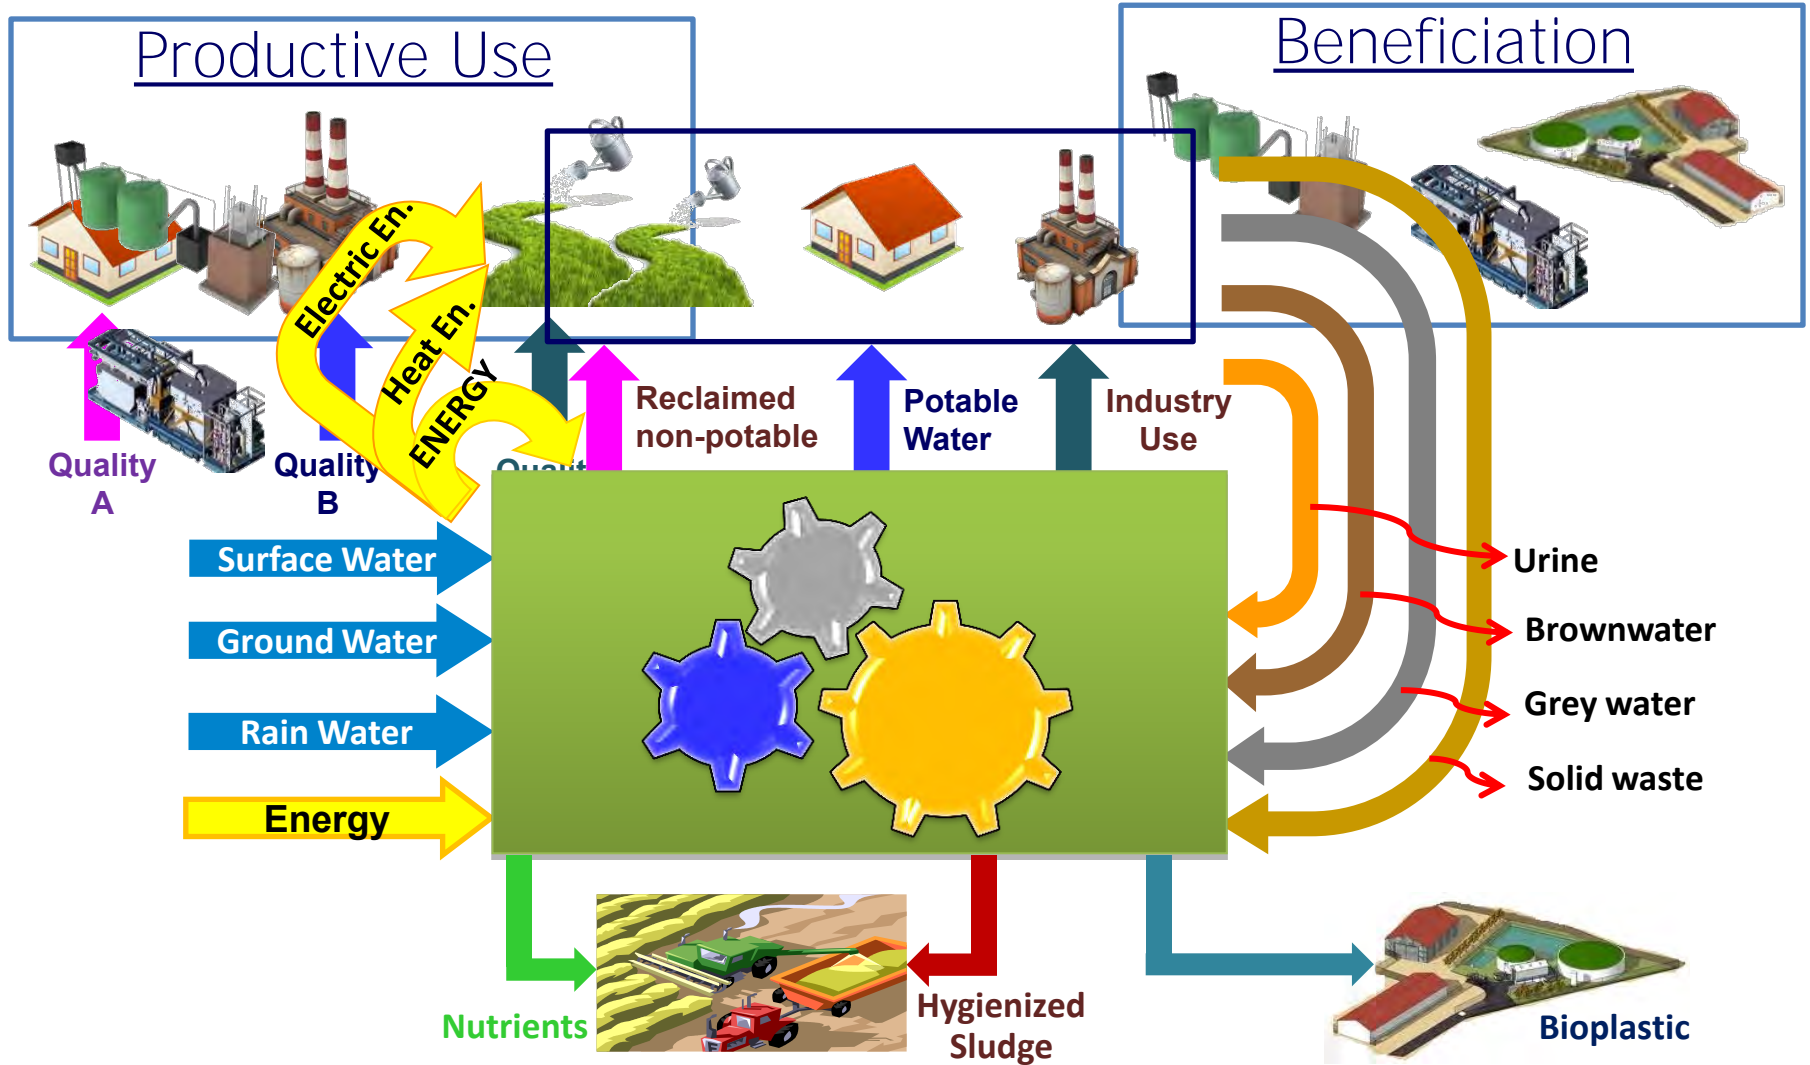 Productive Use
Beneficiation
Electric En.
Heat En.
ENERGY
Reclaimed
non-potable
Potable
Water
Industry
Use
Quality
A
Quality
B
Surface Water
Ground Water
Rain Water
Energy
Urine
Brownwater
Grey water
Solid waste
Nutrients
Hygienized
Sludge
Bioplastic